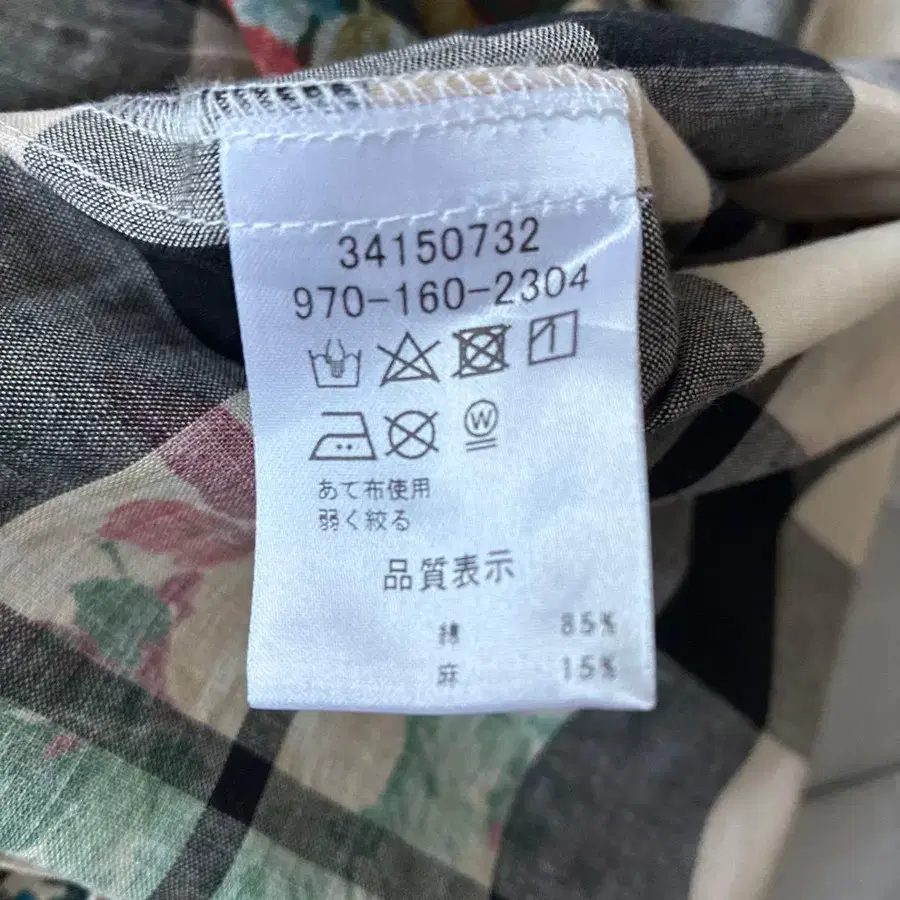 34150732
970-160-2304
W
あて布使用
弱く絞る
品質表示
綿 85%
麻 15%